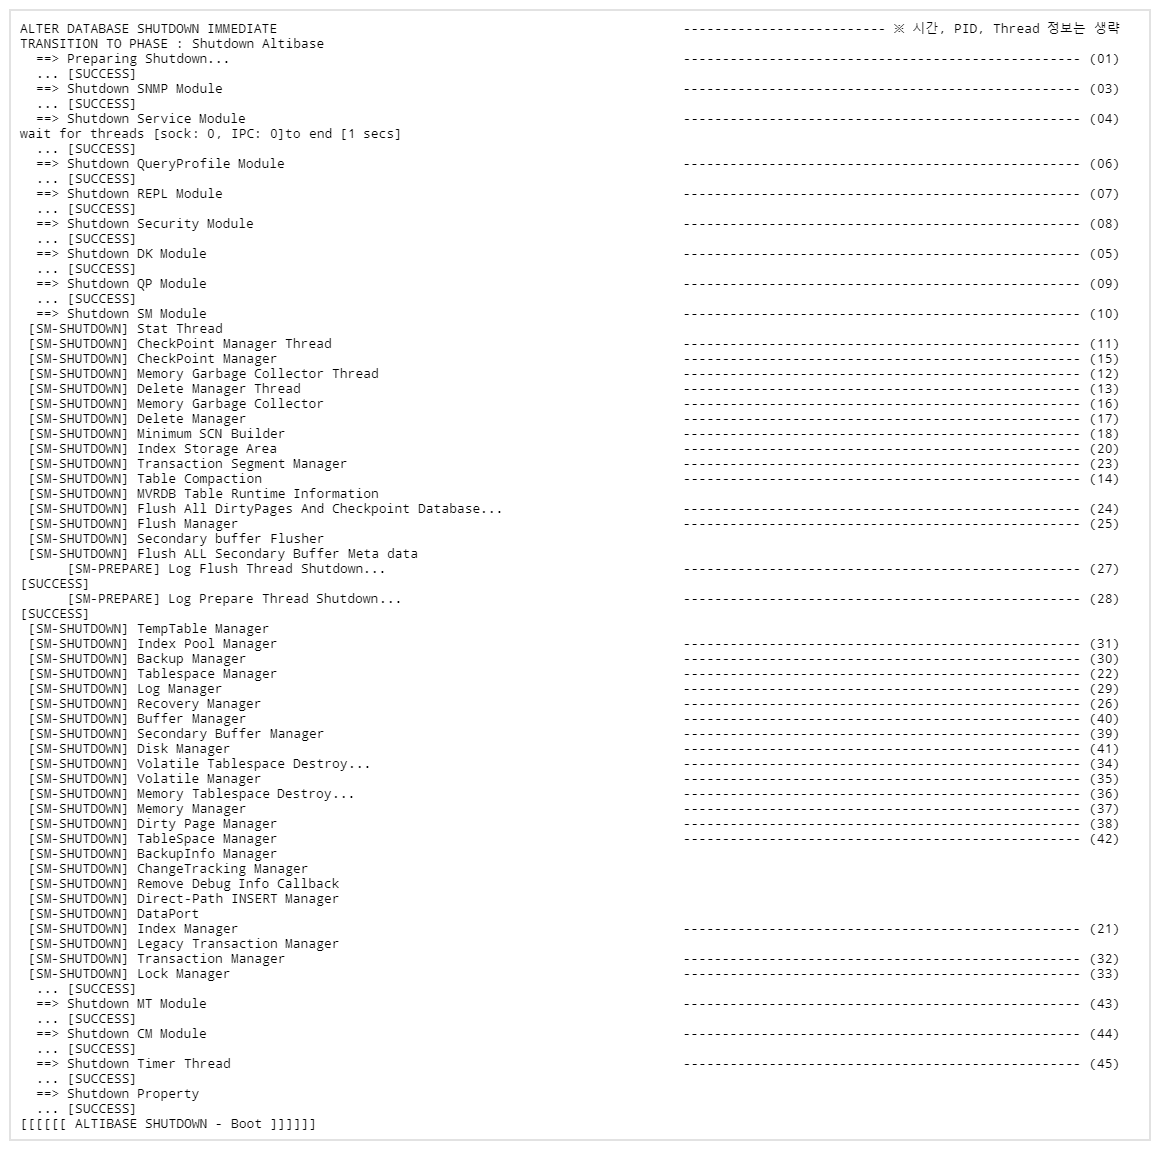 ALTER DATABASE SHUTDOWN IMMEDIATE -------------------------- ※ 시간, PID, Thread 정보는 생략
TRANSITION TO PHASE : Shutdown Altibase
==> Preparing Shutdown... --------------------------------------------------- (01)
... [SUCCESS]
==> Shutdown SNMP Module --------------------------------------------------- (03)
... [SUCCESS]
==> Shutdown Service Module --------------------------------------------------- (04)
wait for threads [sock: 0, IPC: 0]to end [1 secs]
... [SUCCESS]
==> Shutdown QueryProfile Module --------------------------------------------------- (06)
... [SUCCESS]
==> Shutdown REPL Module --------------------------------------------------- (07)
... [SUCCESS]
==> Shutdown Security Module --------------------------------------------------- (08)
... [SUCCESS]
==> Shutdown DK Module --------------------------------------------------- (05)
... [SUCCESS]
==> Shutdown QP Module --------------------------------------------------- (09)
... [SUCCESS]
==> Shutdown SM Module --------------------------------------------------- (10)
[SM-SHUTDOWN] Stat Thread
[SM-SHUTDOWN] CheckPoint Manager Thread --------------------------------------------------- (11)
[SM-SHUTDOWN] CheckPoint Manager --------------------------------------------------- (15)
[SM-SHUTDOWN] Memory Garbage Collector Thread --------------------------------------------------- (12)
[SM-SHUTDOWN] Delete Manager Thread --------------------------------------------------- (13)
[SM-SHUTDOWN] Memory Garbage Collector --------------------------------------------------- (16)
[SM-SHUTDOWN] Delete Manager --------------------------------------------------- (17)
[SM-SHUTDOWN] Minimum SCN Builder --------------------------------------------------- (18)
[SM-SHUTDOWN] Index Storage Area --------------------------------------------------- (20)
[SM-SHUTDOWN] Transaction Segment Manager --------------------------------------------------- (23)
[SM-SHUTDOWN] Table Compaction --------------------------------------------------- (14)
[SM-SHUTDOWN] MVRDB Table Runtime Information
[SM-SHUTDOWN] Flush All DirtyPages And Checkpoint Database... --------------------------------------------------- (24)
[SM-SHUTDOWN] Flush Manager --------------------------------------------------- (25)
[SM-SHUTDOWN] Secondary buffer Flusher
[SM-SHUTDOWN] Flush ALL Secondary Buffer Meta data
[SM-PREPARE] Log Flush Thread Shutdown... --------------------------------------------------- (27)
[SUCCESS]
[SM-PREPARE] Log Prepare Thread Shutdown... --------------------------------------------------- (28)
[SUCCESS]
[SM-SHUTDOWN] TempTable Manager
[SM-SHUTDOWN] Index Pool Manager --------------------------------------------------- (31)
[SM-SHUTDOWN] Backup Manager --------------------------------------------------- (30)
[SM-SHUTDOWN] Tablespace Manager --------------------------------------------------- (22)
[SM-SHUTDOWN] Log Manager --------------------------------------------------- (29)
[SM-SHUTDOWN] Recovery Manager --------------------------------------------------- (26)
[SM-SHUTDOWN] Buffer Manager --------------------------------------------------- (40)
[SM-SHUTDOWN] Secondary Buffer Manager --------------------------------------------------- (39)
[SM-SHUTDOWN] Disk Manager --------------------------------------------------- (41)
[SM-SHUTDOWN] Volatile Tablespace Destroy... --------------------------------------------------- (34)
[SM-SHUTDOWN] Volatile Manager --------------------------------------------------- (35)
[SM-SHUTDOWN] Memory Tablespace Destroy... --------------------------------------------------- (36)
[SM-SHUTDOWN] Memory Manager --------------------------------------------------- (37)
[SM-SHUTDOWN] Dirty Page Manager --------------------------------------------------- (38)
[SM-SHUTDOWN] TableSpace Manager --------------------------------------------------- (42)
[SM-SHUTDOWN] BackupInfo Manager
[SM-SHUTDOWN] ChangeTracking Manager
[SM-SHUTDOWN] Remove Debug Info Callback
[SM-SHUTDOWN] Direct-Path INSERT Manager
[SM-SHUTDOWN] DataPort
[SM-SHUTDOWN] Index Manager --------------------------------------------------- (21)
[SM-SHUTDOWN] Legacy Transaction Manager
[SM-SHUTDOWN] Transaction Manager --------------------------------------------------- (32)
[SM-SHUTDOWN] Lock Manager --------------------------------------------------- (33)
... [SUCCESS]
==> Shutdown MT Module --------------------------------------------------- (43)
... [SUCCESS]
==> Shutdown CM Module --------------------------------------------------- (44)
... [SUCCESS]
==> Shutdown Timer Thread --------------------------------------------------- (45)
... [SUCCESS]
==> Shutdown Property
... [SUCCESS]
[[[[[[ ALTIBASE SHUTDOWN - Boot ]]]]]]